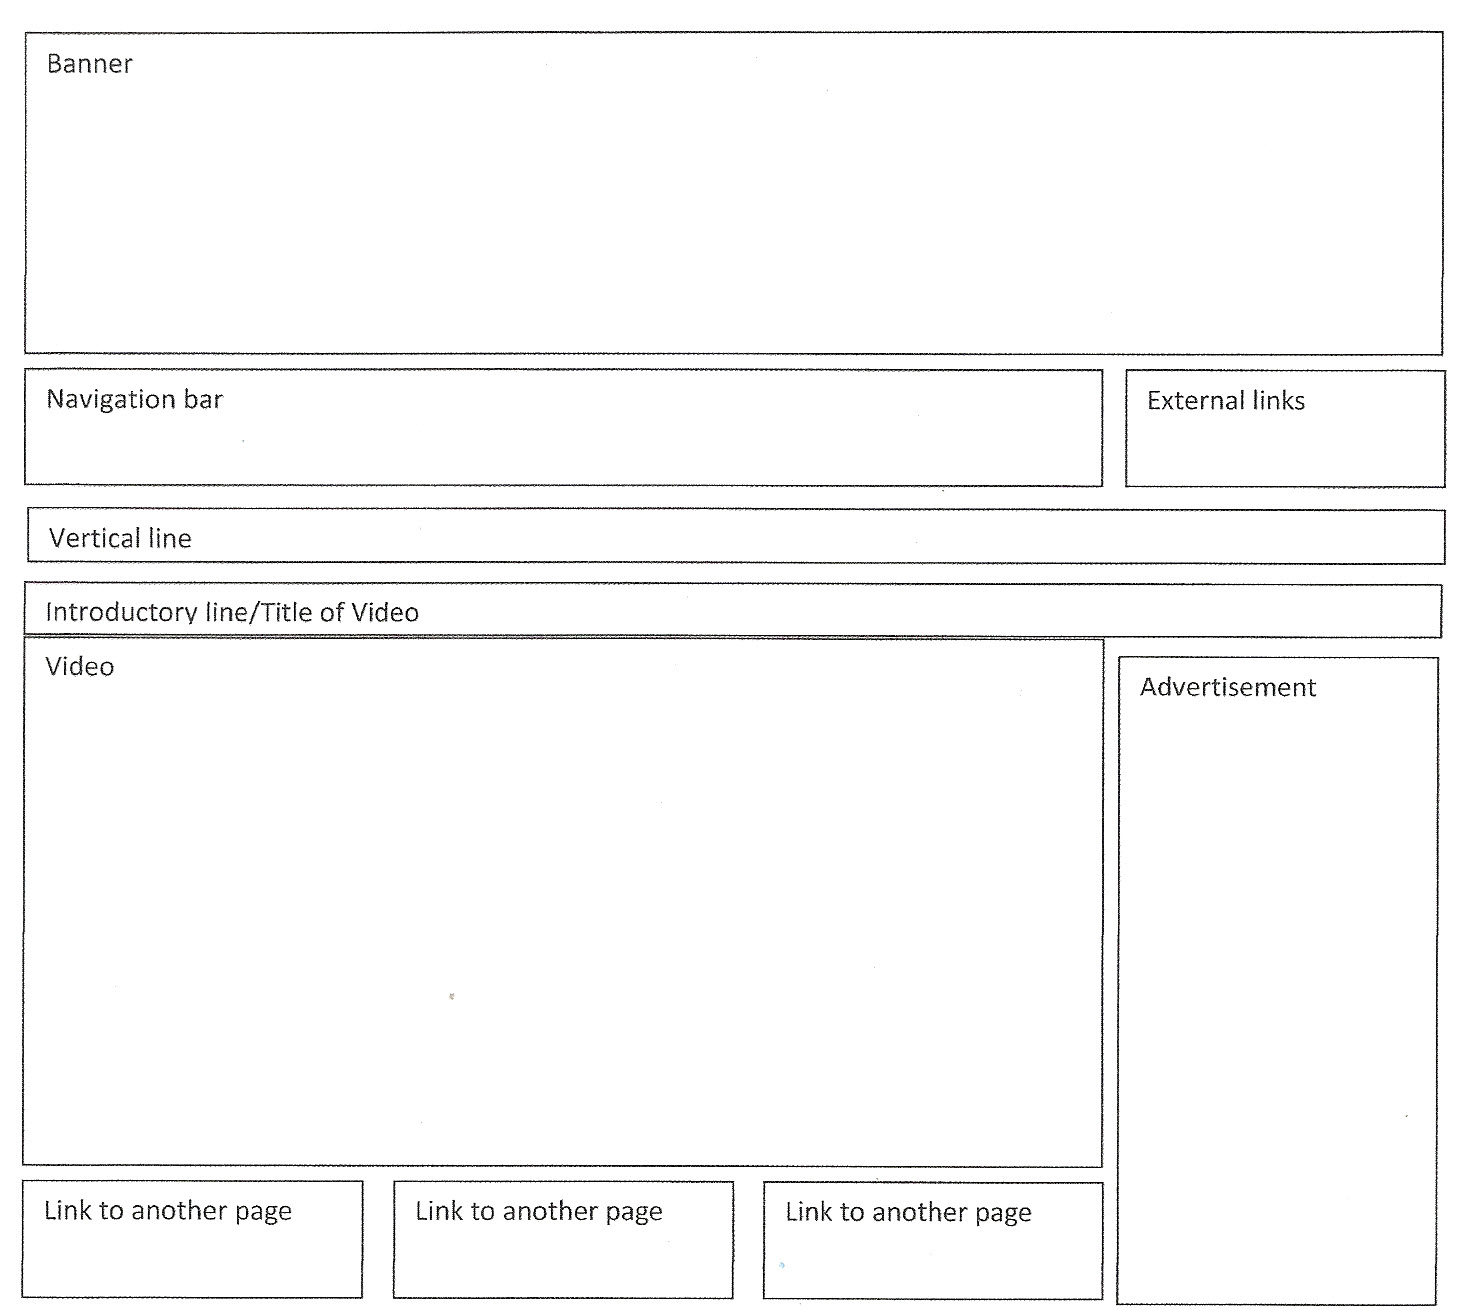 Banner
Navigation bar
External links
Vertical line
Introductory line/Title of Video
Video
Advertisement
Link to another page
Link to another page
Link to another page